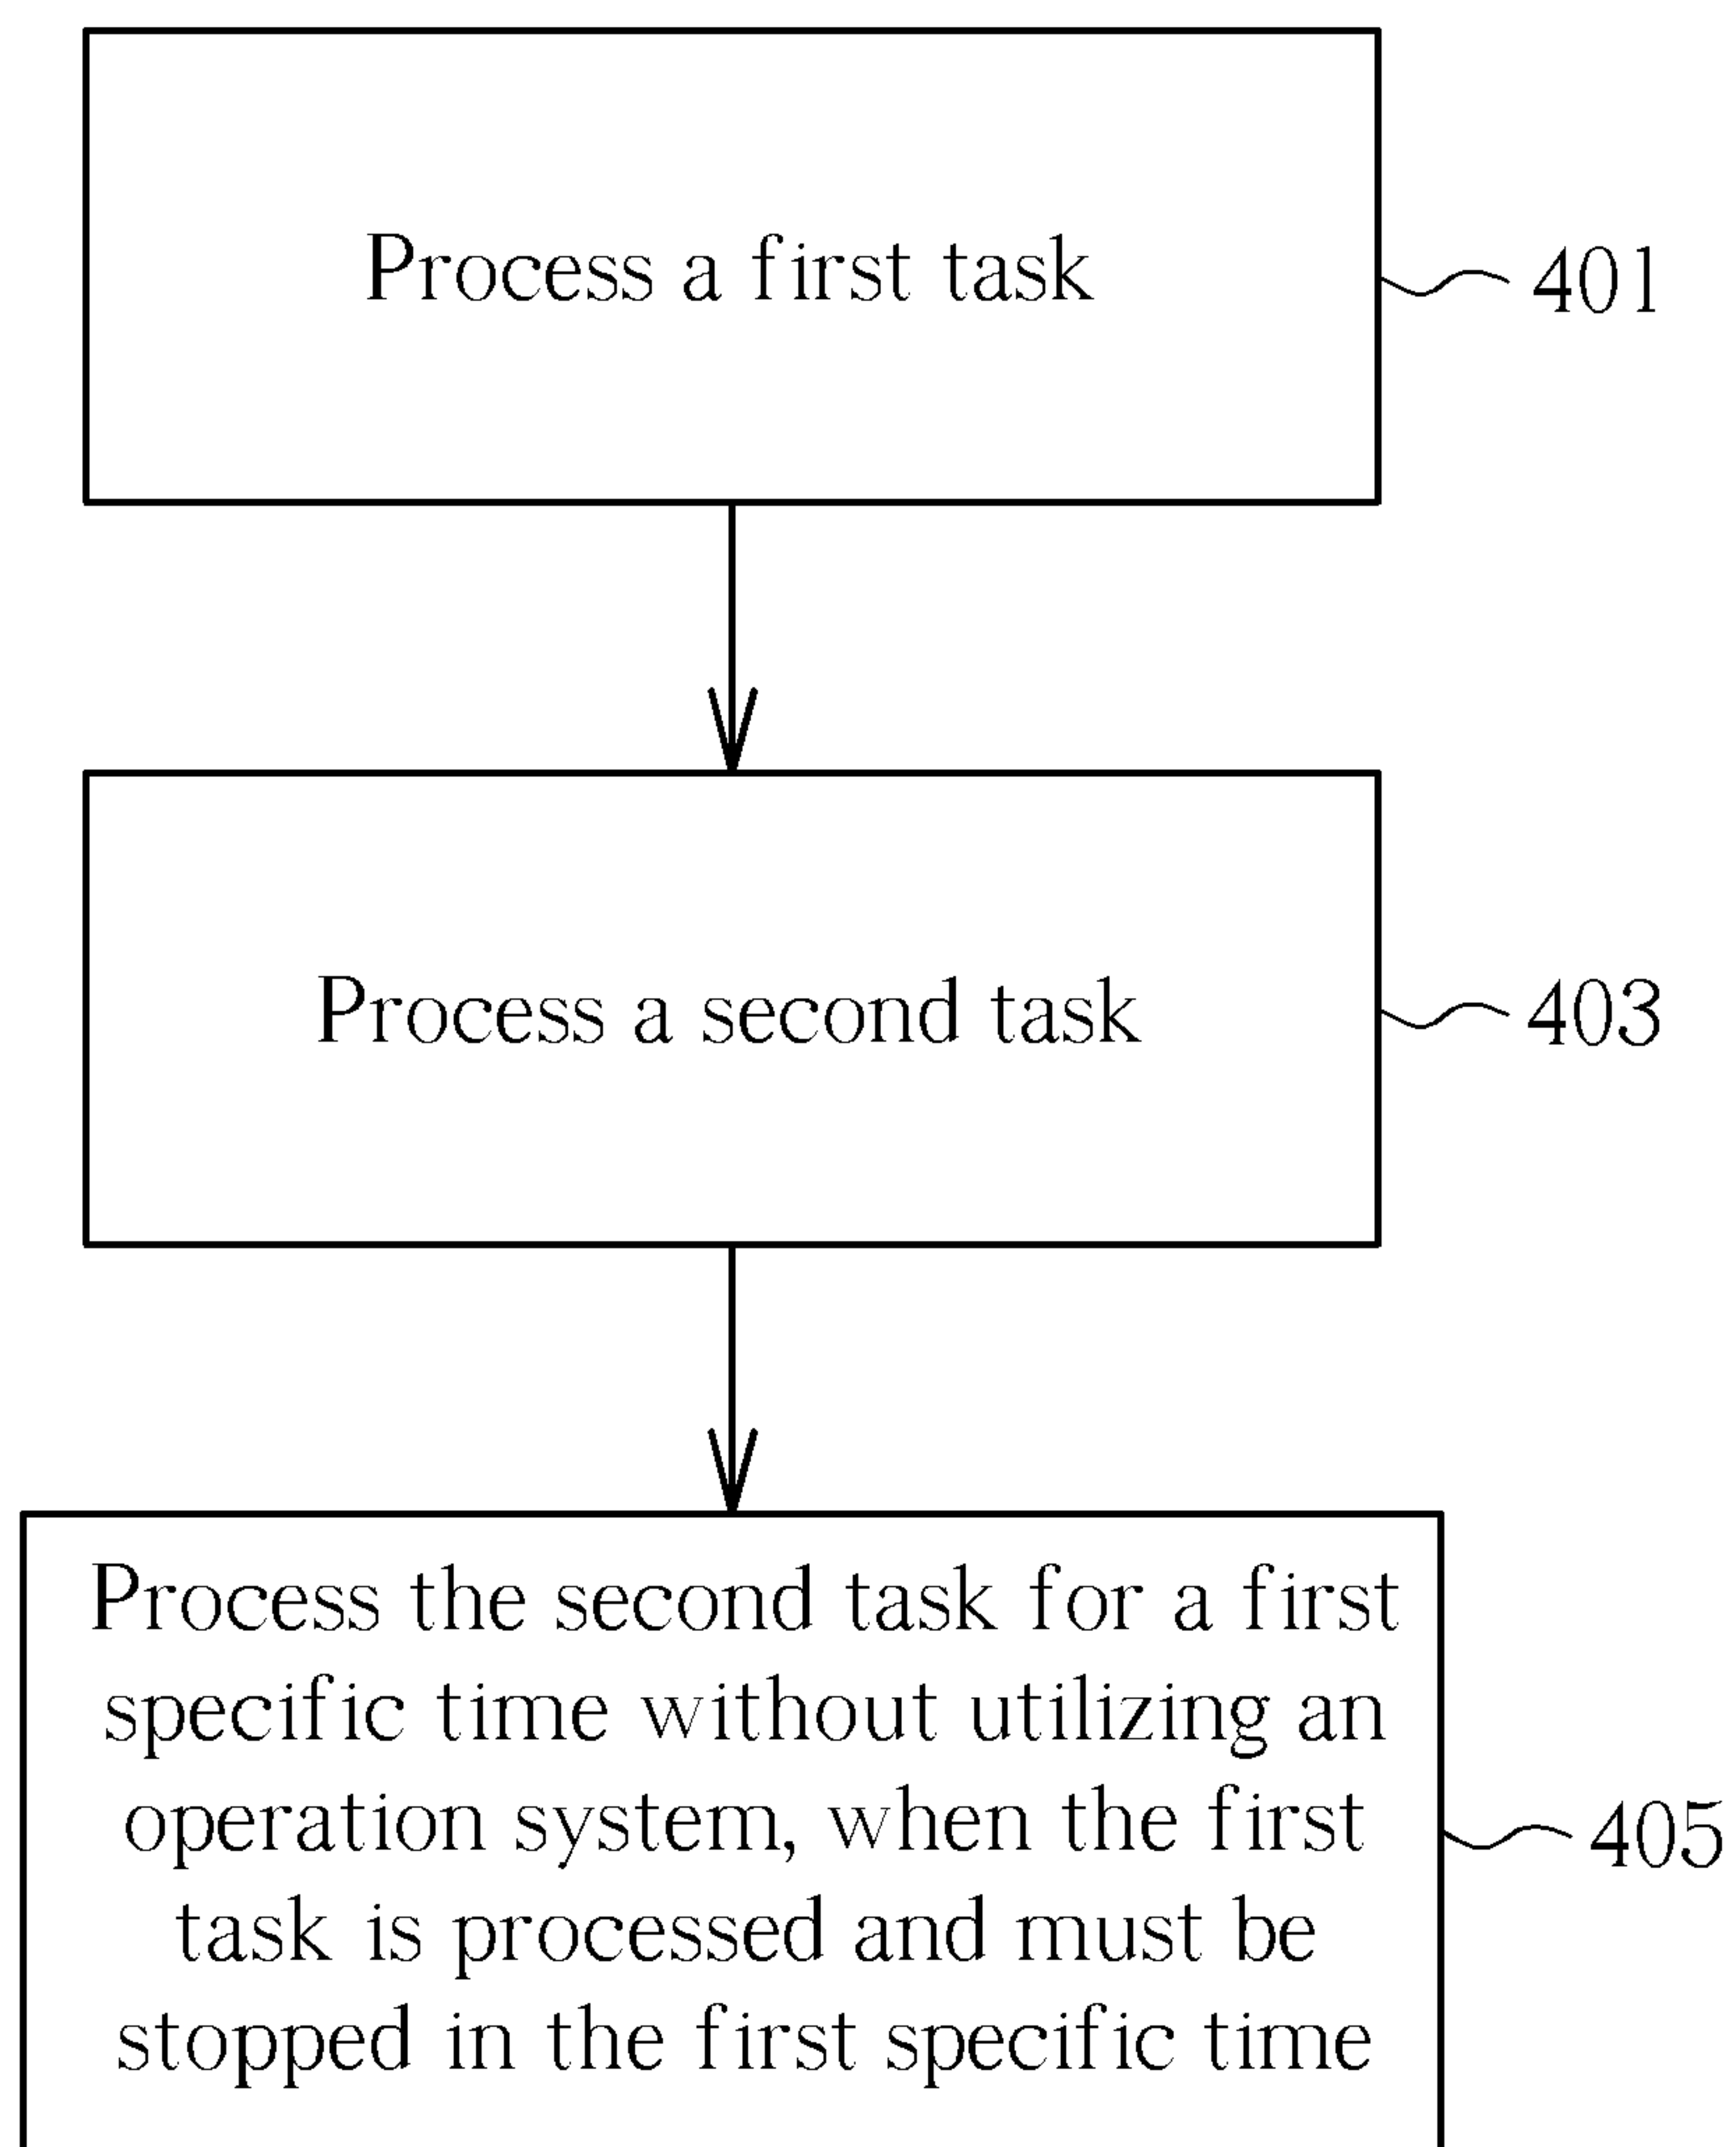 Process a first task
401
Process a second task
403
Process the second task for a first
specific time without utilizing an
operation system, when the first
task is processed and must be
stopped in the first specific time
405